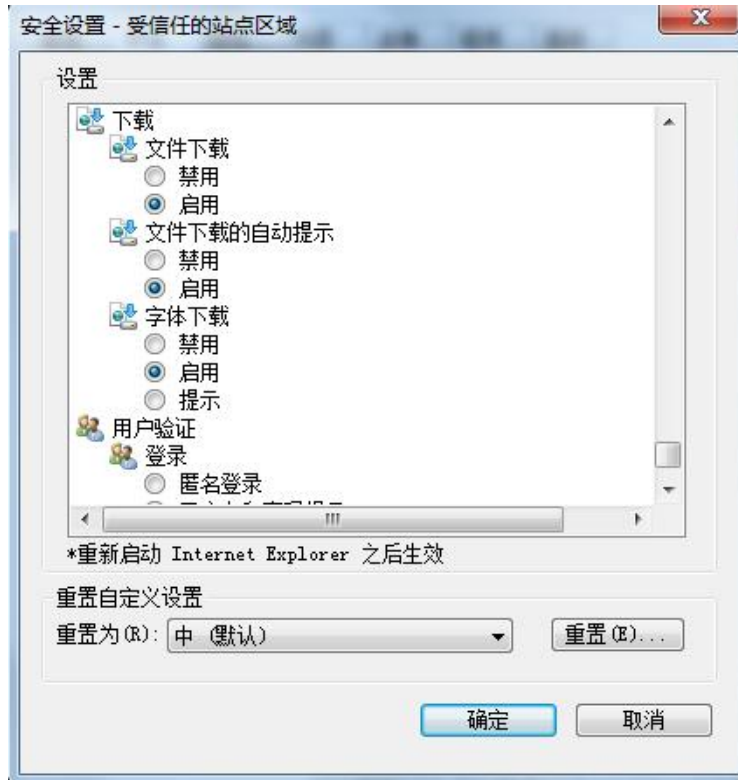 安全设置 - 受信任的站点区域
设置
下载
文件下载
禁用
启用
文件下载的自动提示
禁用
启用
字体下载
禁用
启用
提示
用户验证
登录
匿名登录
*重新启动 Internet Explorer 之后生效
重置自定义设置
重置为(R): 中 (默认) 重置(E)...
确定 取消